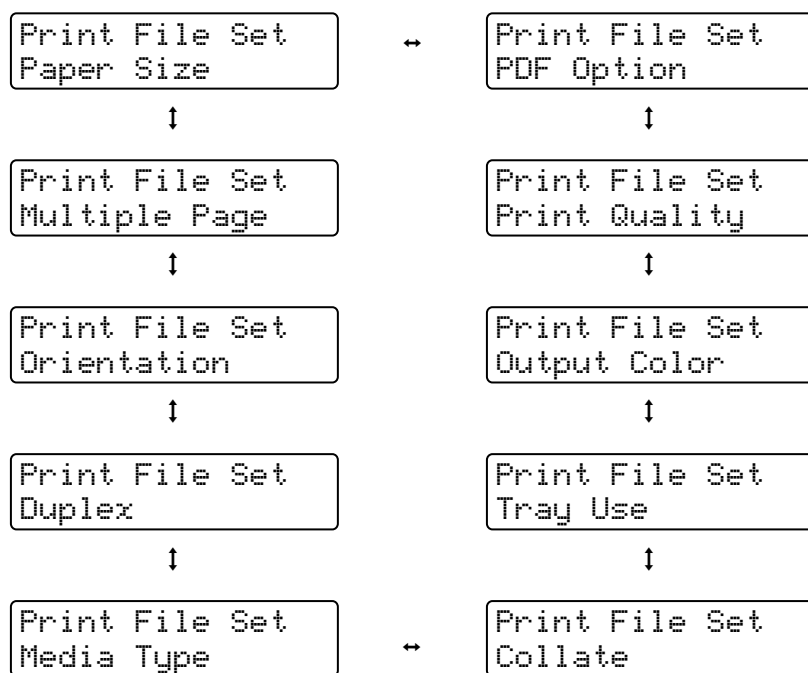 Print File Set
Paper Size
Print File Set
PDF Option
Print File Set
Multiple Page
Print File Set
Print Quality
Print File Set
Orientation
Print File Set
Output Color
Print File Set
Duplex
Print File Set
Tray Use
Print File Set
Media Type
Print File Set
Collate